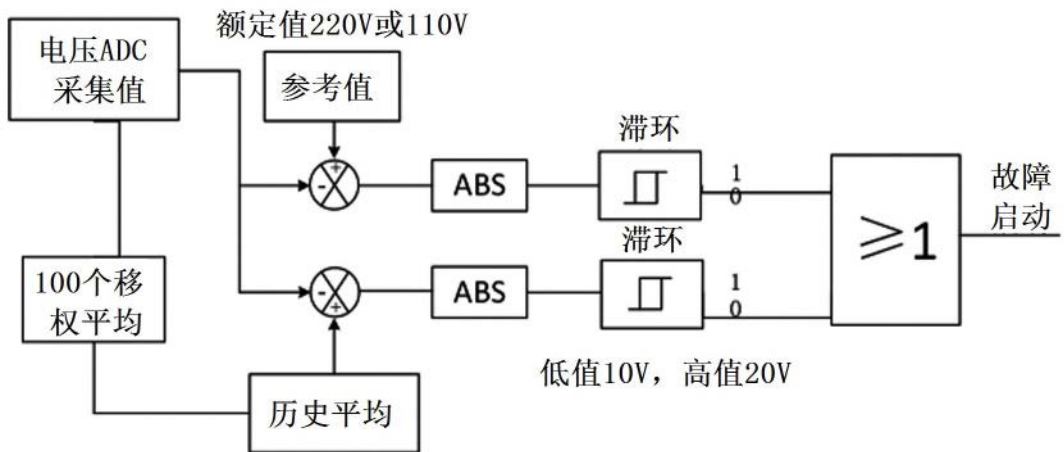 额定值220V或110V
电压ADC
采集值
参考值
滞环
+
-
ABS
1
0
故障
启动
≥1
滞环
100个移
权平均
-
+
ABS
1
0
低值10V，高值20V
历史平均